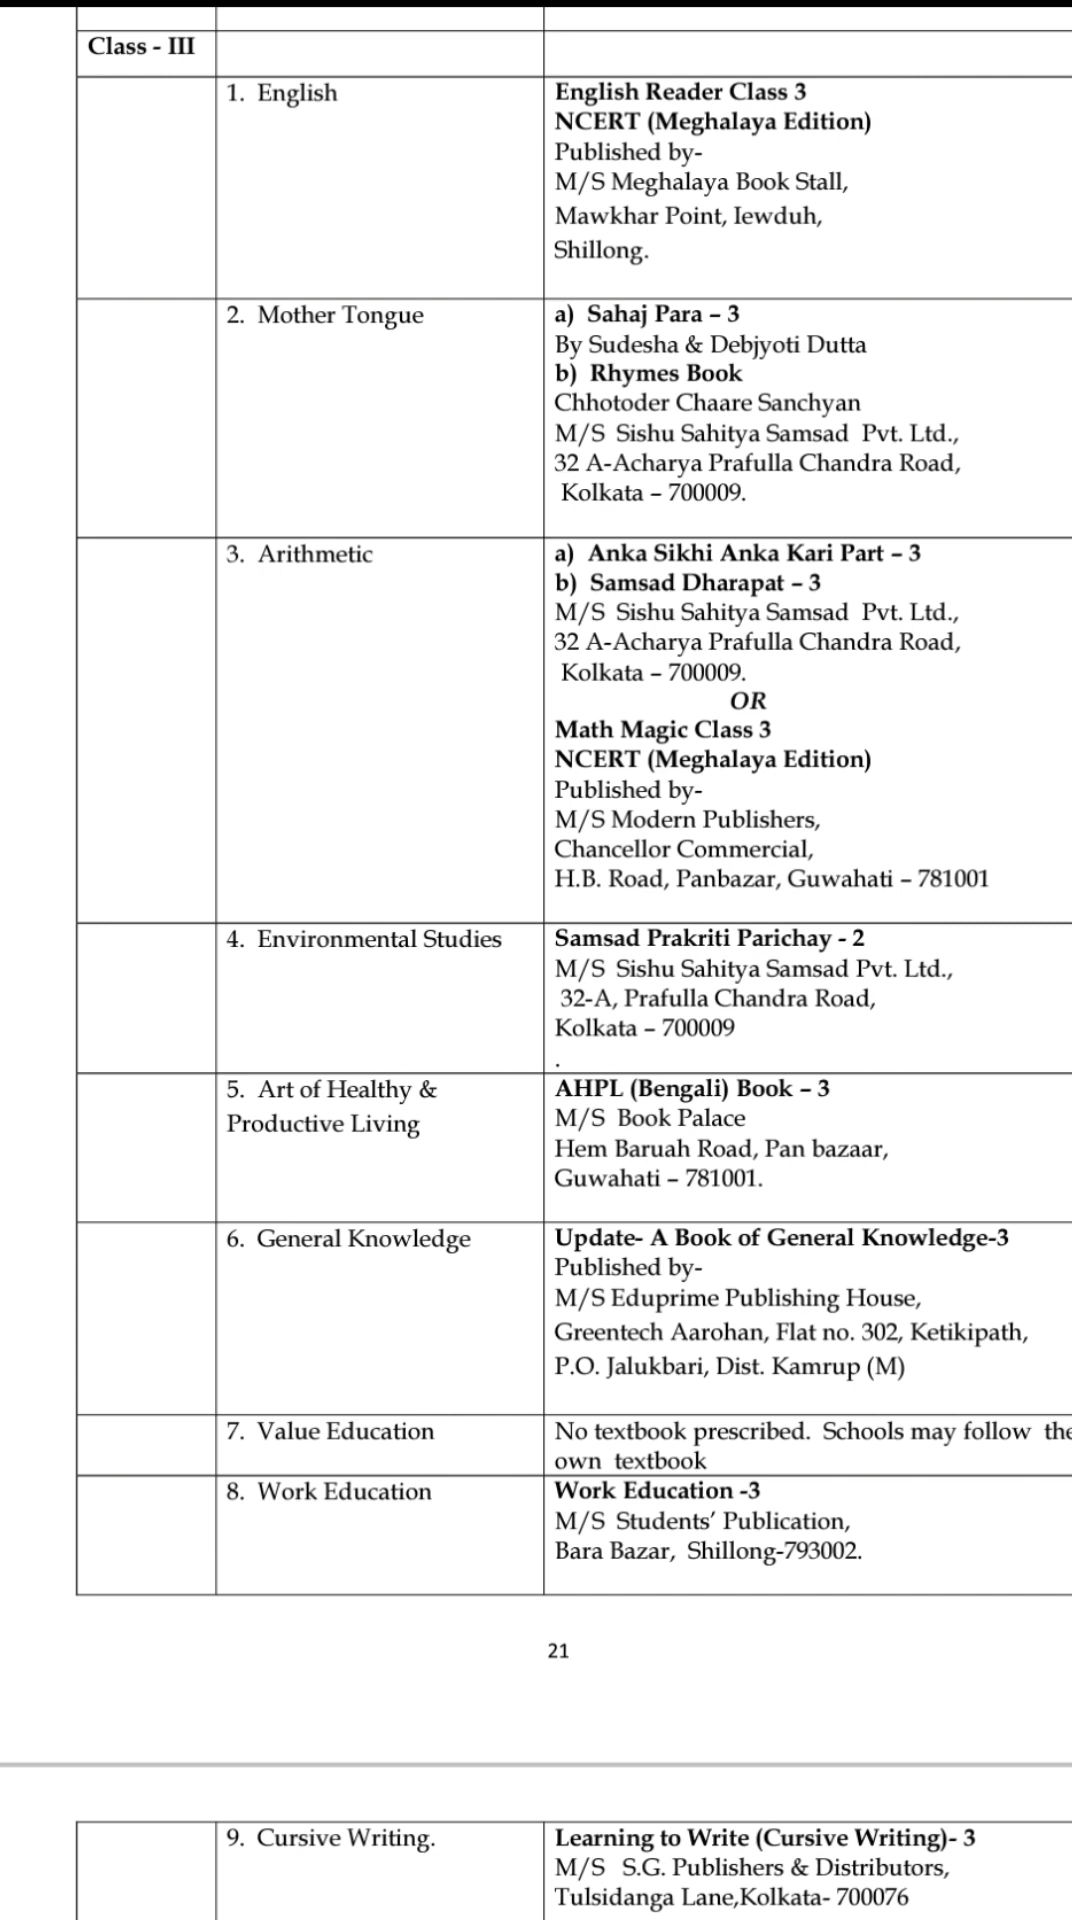 Class - III
1. English
English Reader Class 3
NCERT (Meghalaya Edition)
Published by-
M/S Meghalaya Book Stall,
Mawkhar Point, Iewduh,
Shillong.
2. Mother Tongue
a) Sahaj Para – 3
By Sudesha & Debjyoti Dutta
b) Rhymes Book
Chhotoder Chaare Sanchyan
M/S Sishu Sahitya Samsad Pvt. Ltd.,
32 A-Acharya Prafulla Chandra Road,
Kolkata – 700009.
3. Arithmetic
a) Anka Sikhi Anka Kari Part – 3
b) Samsad Dharapat – 3
M/S Sishu Sahitya Samsad Pvt. Ltd.,
32 A-Acharya Prafulla Chandra Road,
Kolkata – 700009.
OR
Math Magic Class 3
NCERT (Meghalaya Edition)
Published by-
M/S Modern Publishers,
Chancellor Commercial,
H.B. Road, Panbazar, Guwahati – 781001
4. Environmental Studies
Samsad Prakriti Parichay - 2
M/S Sishu Sahitya Samsad Pvt. Ltd.,
32-A, Prafulla Chandra Road,
Kolkata – 700009
.
5. Art of Healthy &
Productive Living
AHPL (Bengali) Book – 3
M/S Book Palace
Hem Baruah Road, Pan bazaar,
Guwahati – 781001.
6. General Knowledge
Update- A Book of General Knowledge-3
Published by-
M/S Eduprime Publishing House,
Greentech Aarohan, Flat no. 302, Ketikipath,
P.O. Jalukbari, Dist. Kamrup (M)
7. Value Education
No textbook prescribed. Schools may follow the
own textbook
8. Work Education
Work Education -3
M/S Students' Publication,
Bara Bazar, Shillong-793002.
21
9. Cursive Writing.
Learning to Write (Cursive Writing)- 3
M/S S.G. Publishers & Distributors,
Tulsidanga Lane,Kolkata- 700076